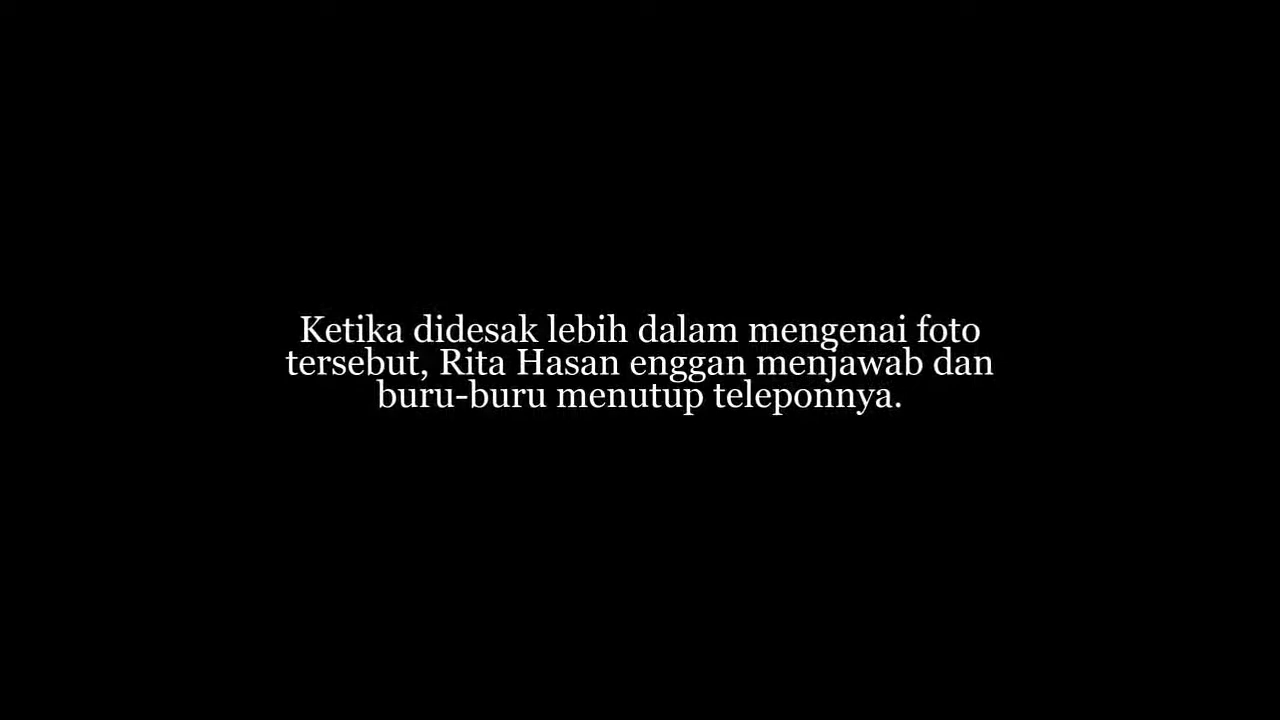 Ketika didesak lebih dalam mengenai foto
tersebut, Rita Hasan enggan menjawab dan
buru-buru menutup teleponnya.